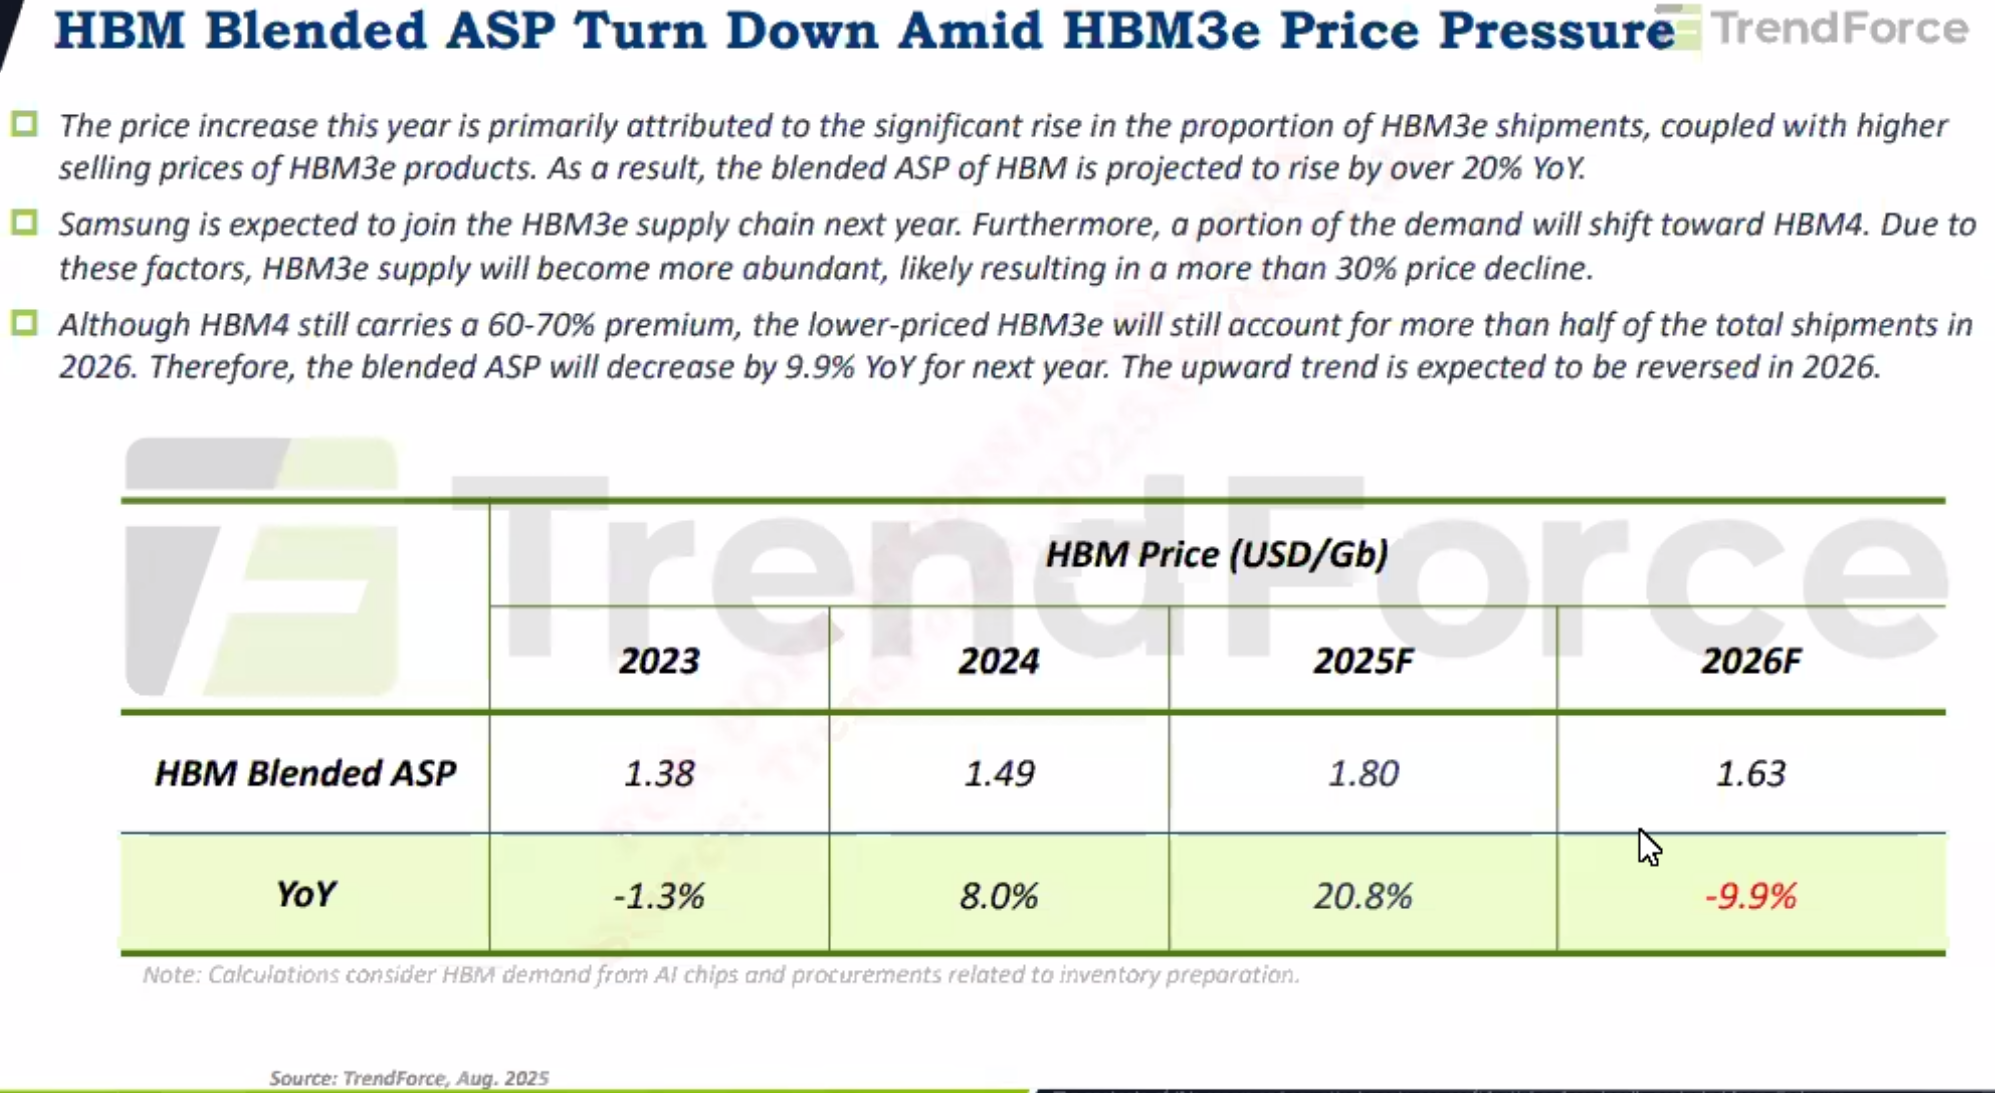 HBM Blended ASP Turn Down Amid HBM3e Price Pressure
TrendForce
The price increase this year is primarily attributed to the significant rise in the proportion of HBM3e shipments, coupled with higher
selling prices of HBM3e products. As a result, the blended ASP of HBM is projected to rise by over 20% YoY.
Samsung is expected to join the HBM3e supply chain next year. Furthermore, a portion of the demand will shift toward HBM4. Due to
these factors, HBM3e supply will become more abundant, likely resulting in a more than 30% price decline.
Although HBM4 still carries a 60-70% premium, the lower-priced HBM3e will still account for more than half of the total shipments in
2026. Therefore, the blended ASP will decrease by 9.9% YoY for next year. The upward trend is expected to be reversed in 2026.
TrendForce
HBM Price (USD/Gb)
2023 2024 2025F 2026F
HBM Blended ASP 1.38 1.49 1.80 1.63
YoY -1.3% 8.0% 20.8% -9.9%
Note: Calculations consider HBM demand from AI chips and procurements related to inventory preparation.
Source: TrendForce, Aug. 2025